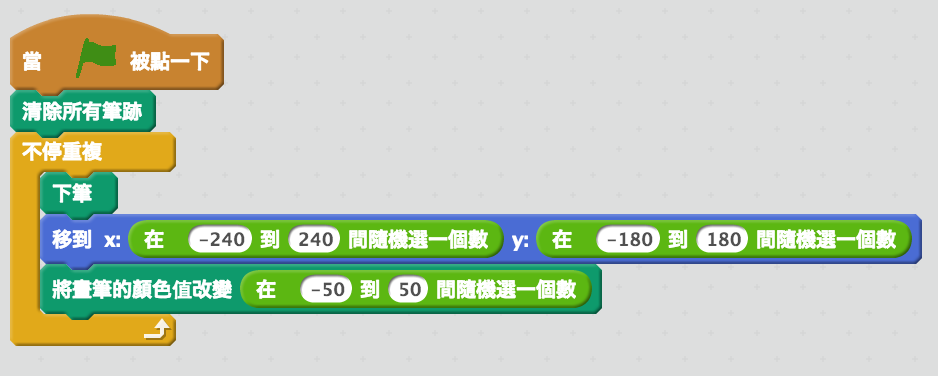 當 被點一下
清除所有筆跡
不停重複
下筆
移到 x: 在 -240 到 240 間隨機選一個數 y: 在 -180 到 180 間隨機選一個數
將畫筆的顏色值改變 在 -50 到 50 間隨機選一個數